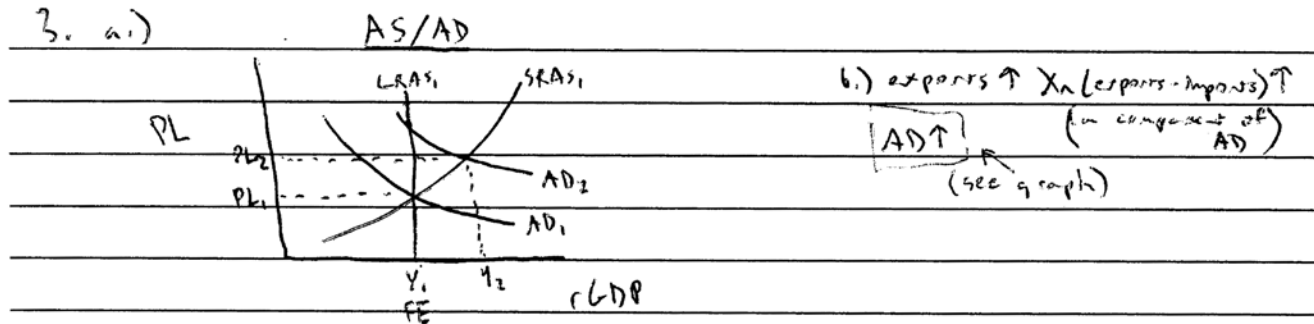 3. a.) AS/AD
LRAS₁ SRAS₁
b.) exports ↑ Xn (exports-imports) ↑
PL
(a component of
AD)
AD ↑
(see graph)
PL₂
AD₂
PL₁
AD₁
Y₁ Y₂
FE
rGDP